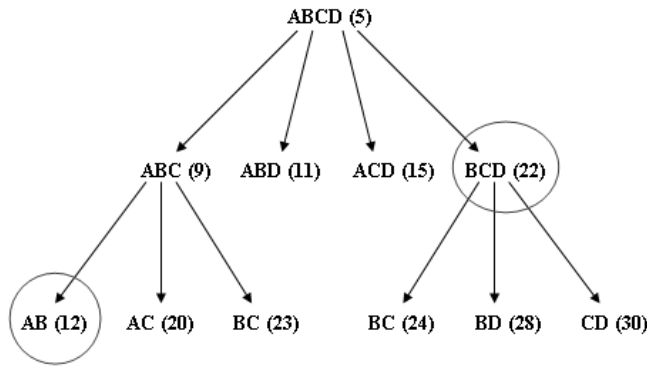 ABCD (5)
ABC (9) ABD (11) ACD (15) BCD (22)
AB (12) AC (20) BC (23) BC (24) BD (28) CD (30)